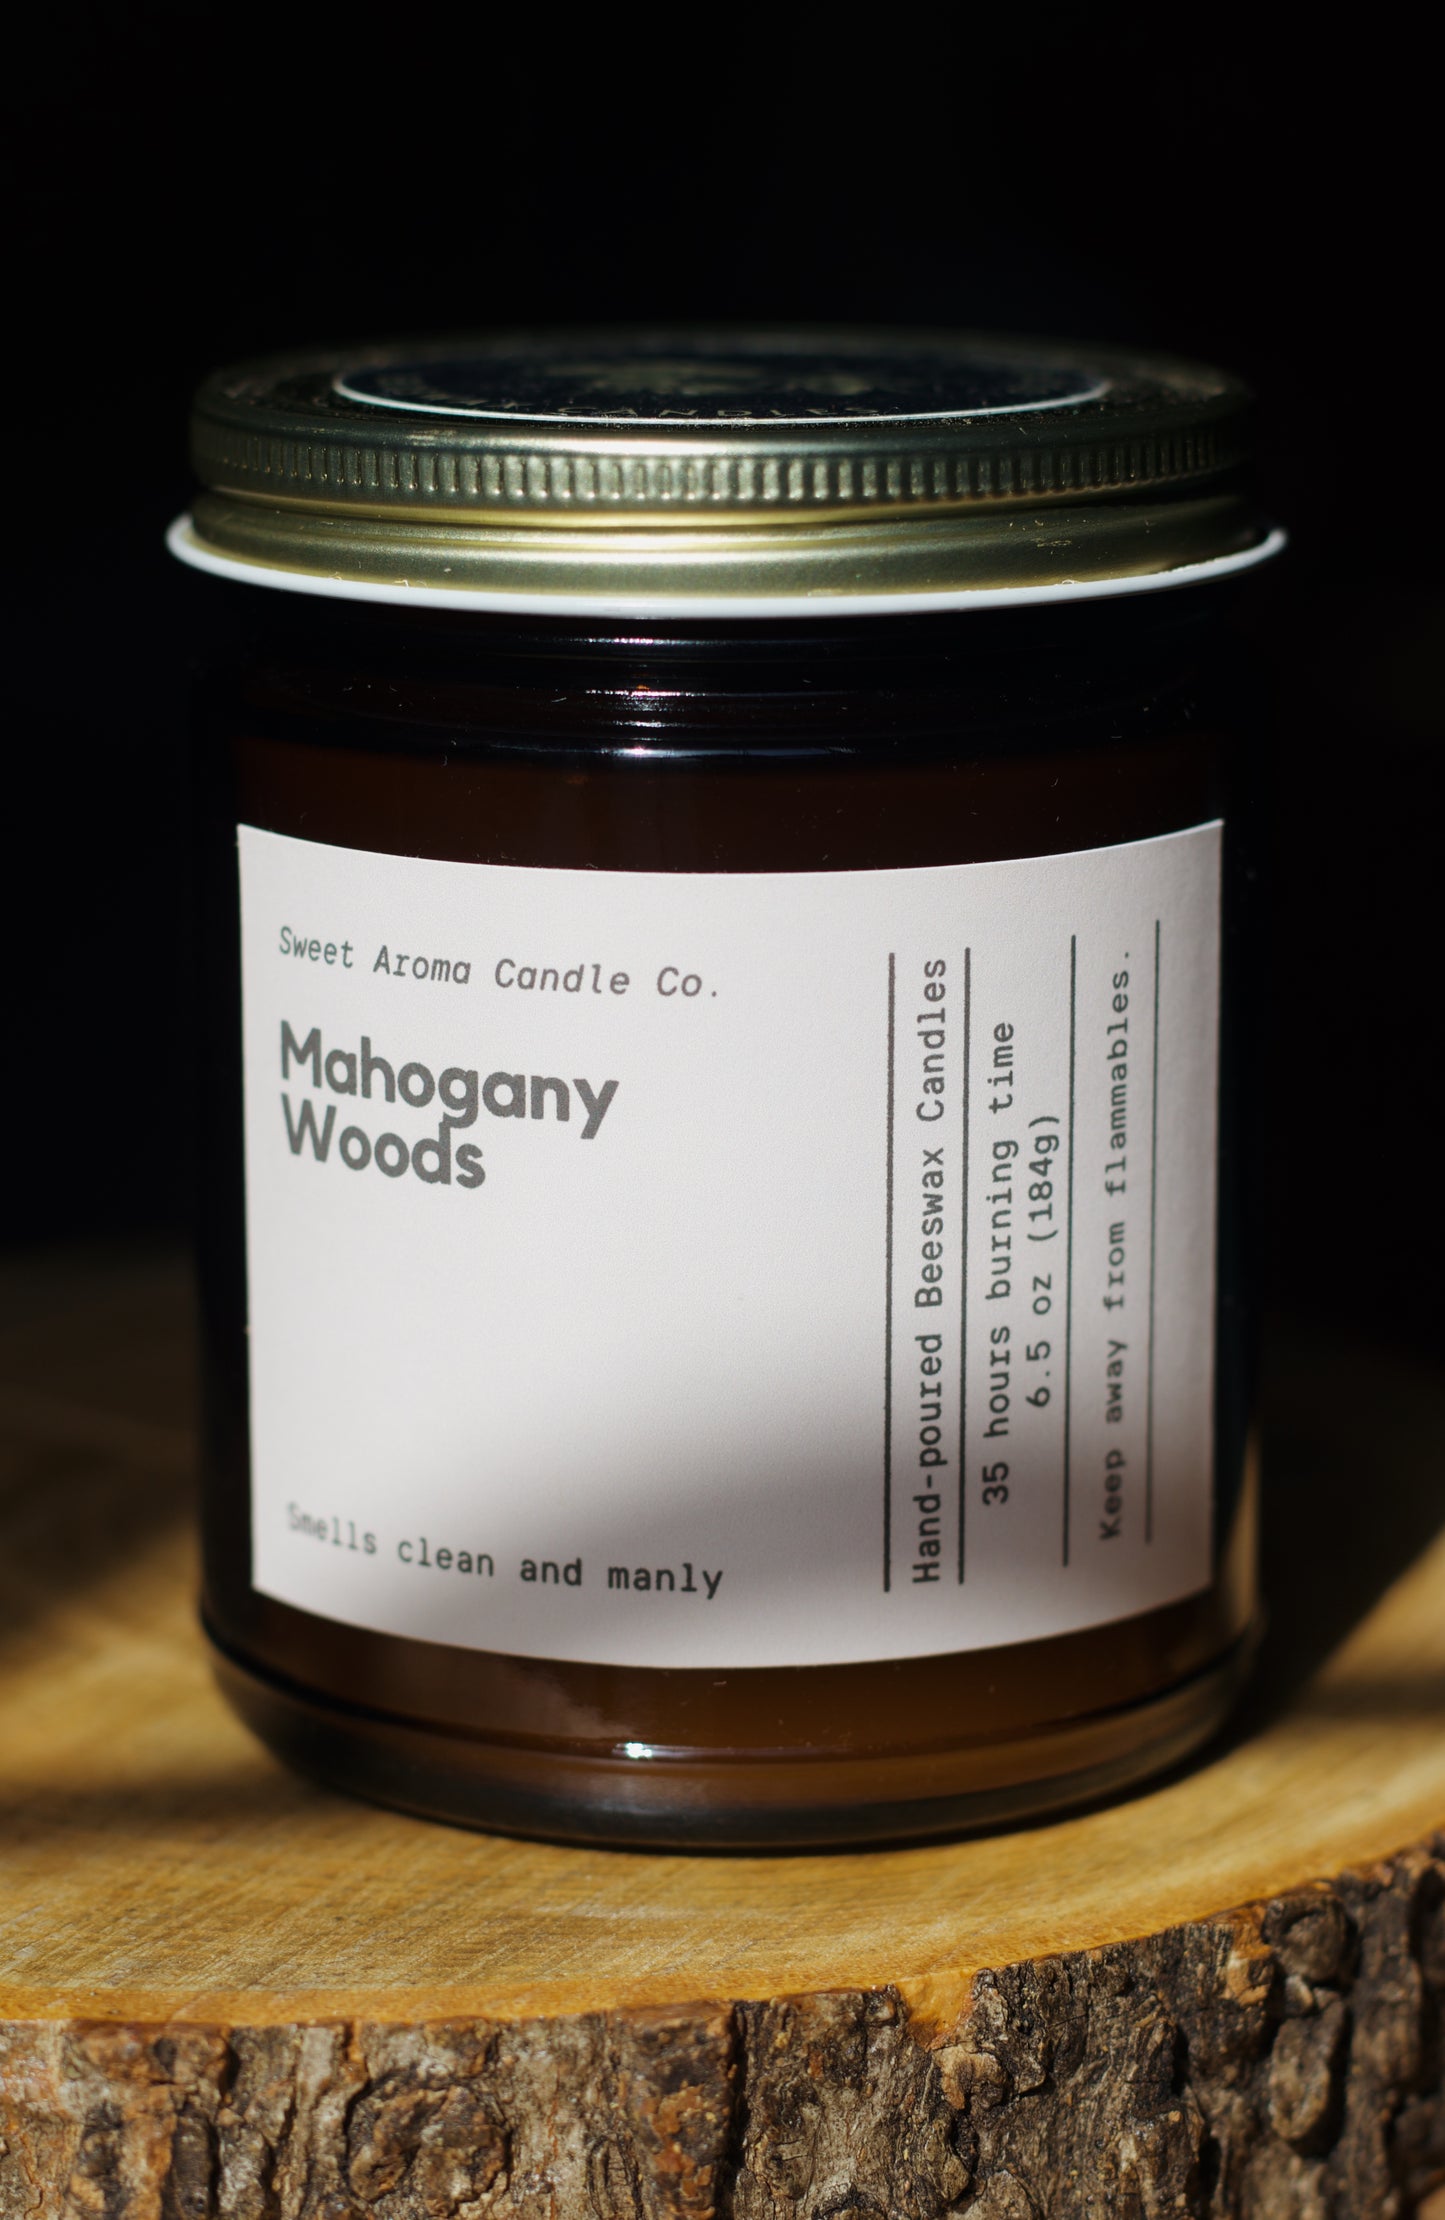 CANDLES
Sweet Aroma Candle Co.
Mahogany
Woods
Smells clean and manly
Hand-poured Beeswax Candles
35 hours burning time
6.5 oz (184g)
Keep away from flammables.